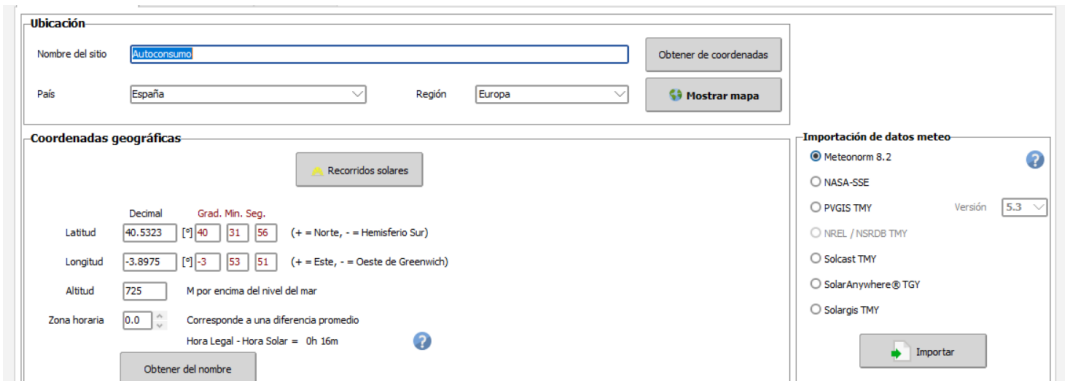 Ubicación
Nombre del sitio Autoconsumo Obtener de coordenadas
País España Región Europa Mostrar mapa
Coordenadas geográficas
Recorridos solares
Decimal Grad. Min. Seg.
Latitud 40.5323 [°] 40 31 56 (+ = Norte, - = Hemisferio Sur)
Longitud -3.8975 [°] -3 53 51 (+ = Este, - = Oeste de Greenwich)
Altitud 725 M por encima del nivel del mar
Zona horaria 0.0 Corresponde a una diferencia promedio
Hora Legal - Hora Solar = 0h 16m ?
Obtener del nombre
Importación de datos meteo
Meteonorm 8.2 ?
NASA-SSE
PVGIS TMY Versión 5.3
NREL / NSRDB TMY
Solcast TMY
SolarAnywhere® TGY
Solargis TMY
Importar